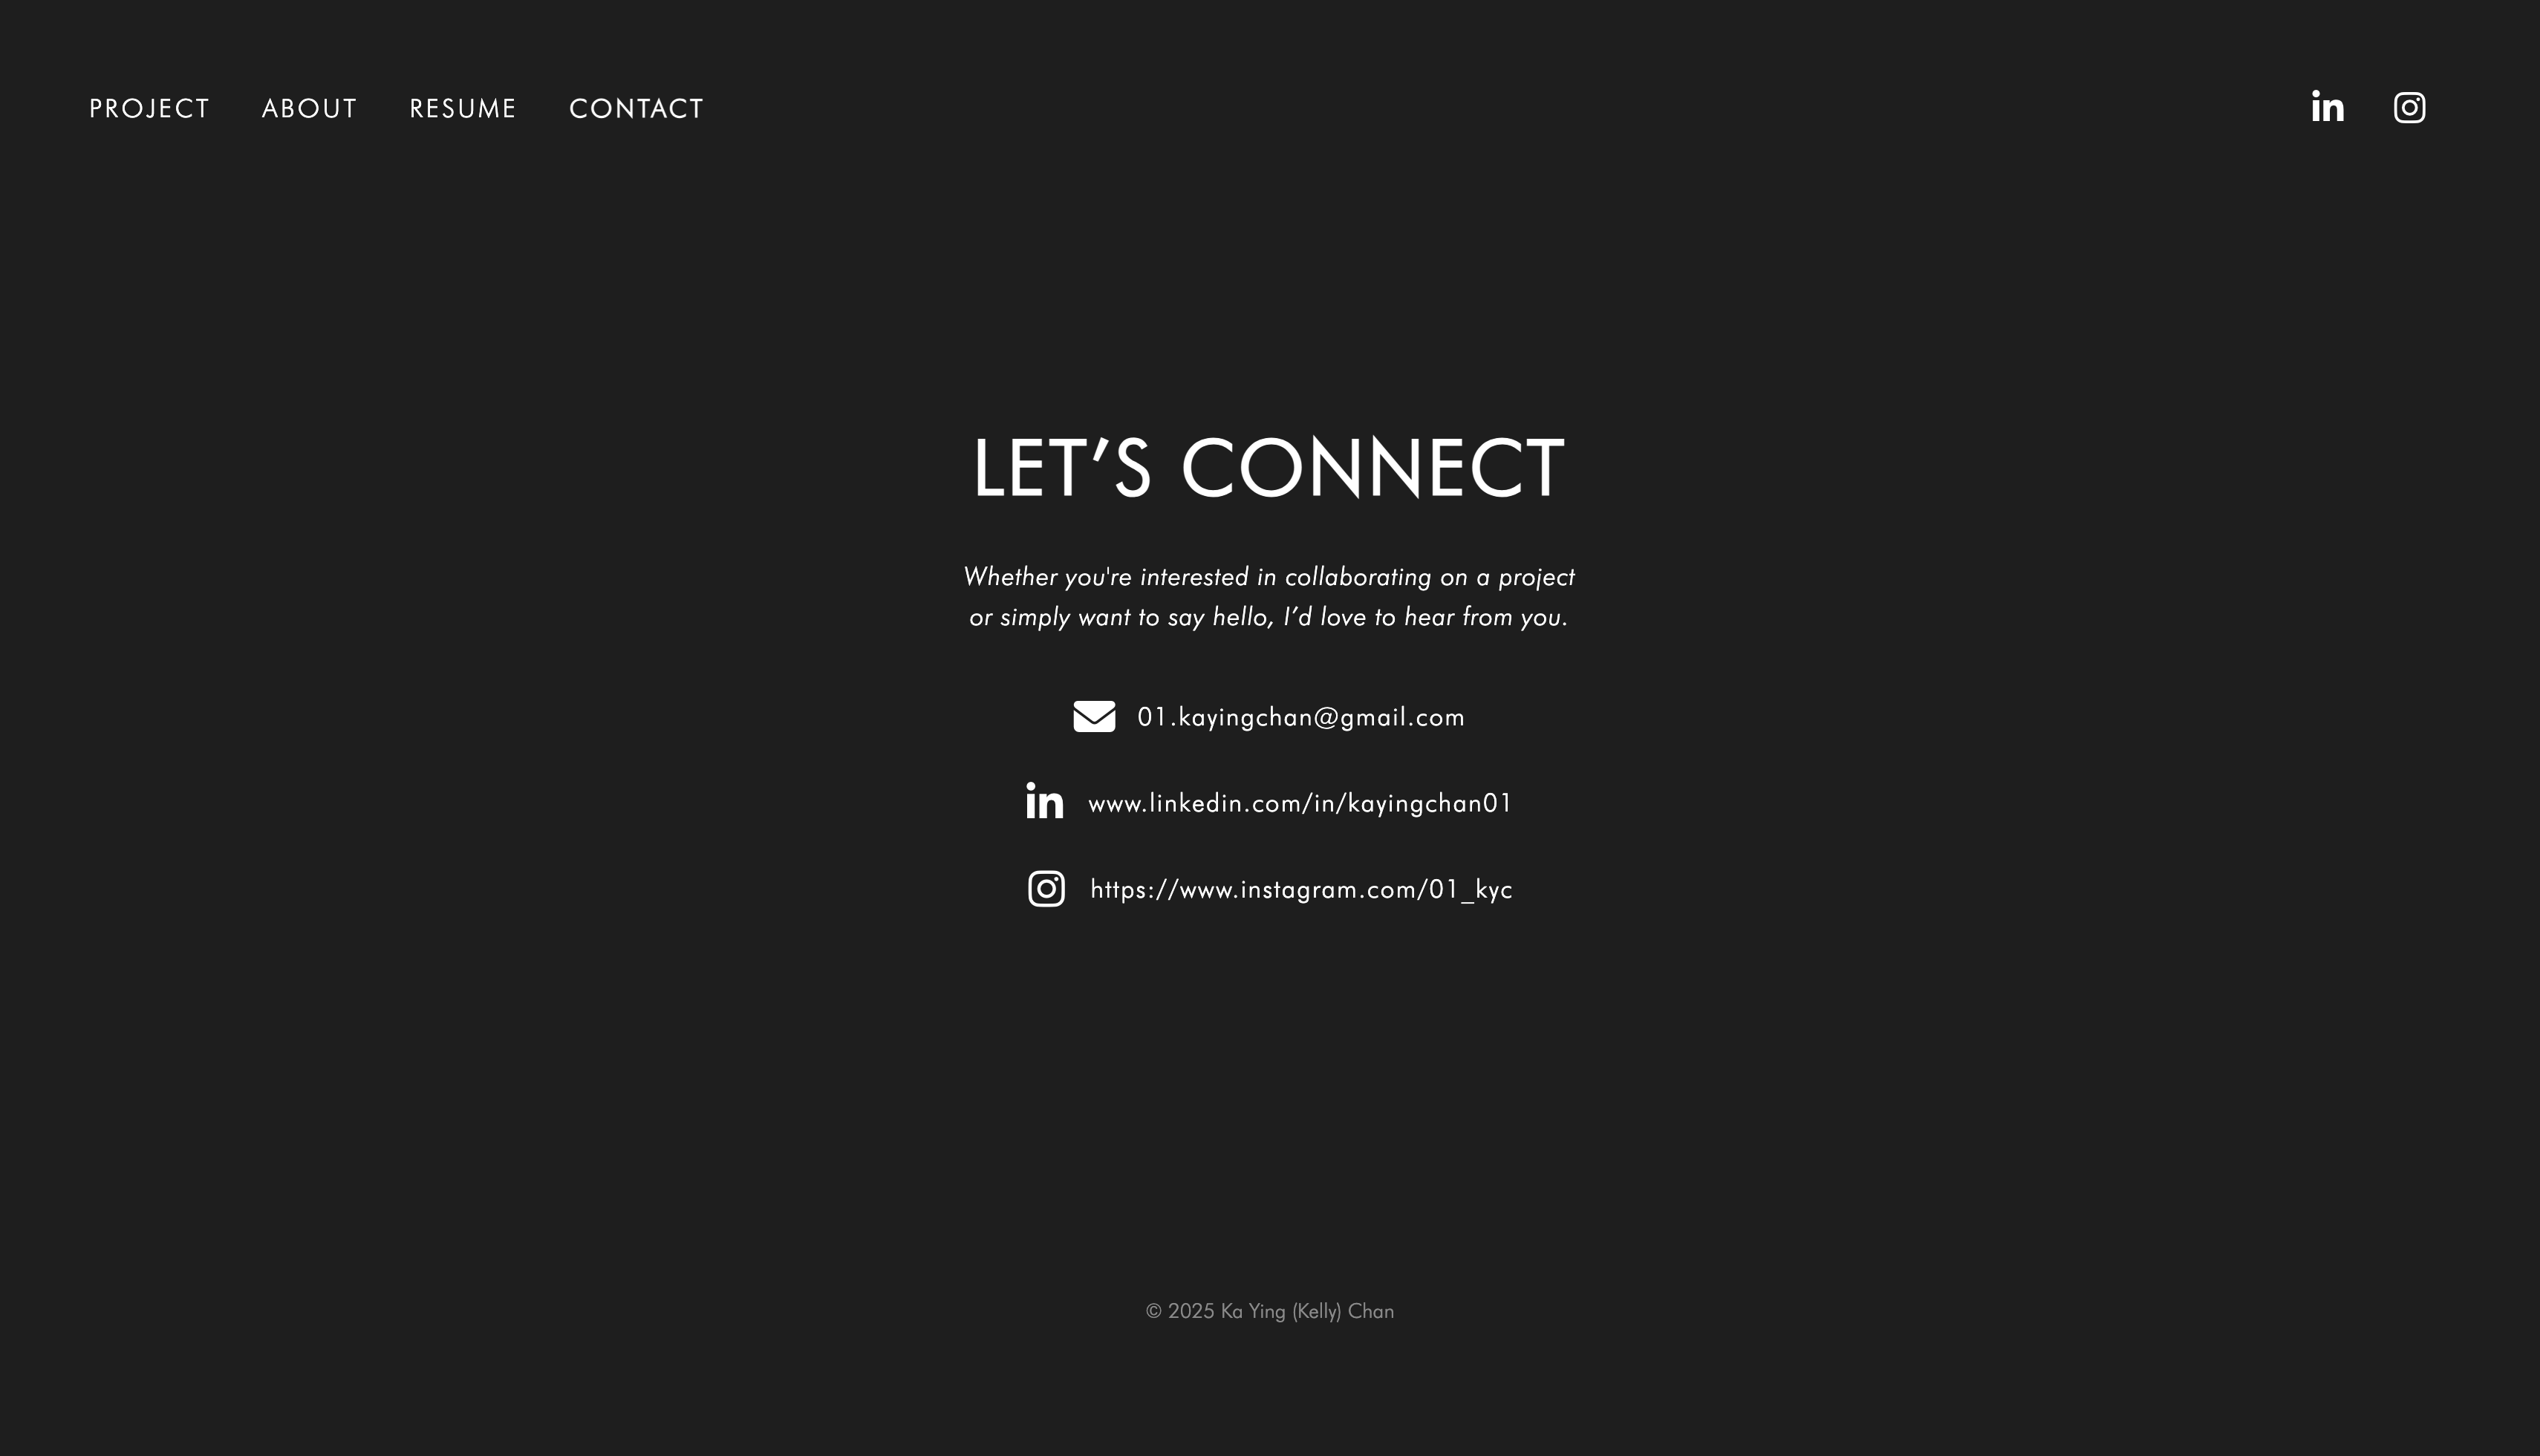 PROJECT ABOUT RESUME CONTACT
LET’S CONNECT
Whether you're interested in collaborating on a project
or simply want to say hello, I’d love to hear from you.
01.kayingchan@gmail.com
www.linkedin.com/in/kayingchan01
https://www.instagram.com/01_kyc
© 2025 Ka Ying (Kelly) Chan